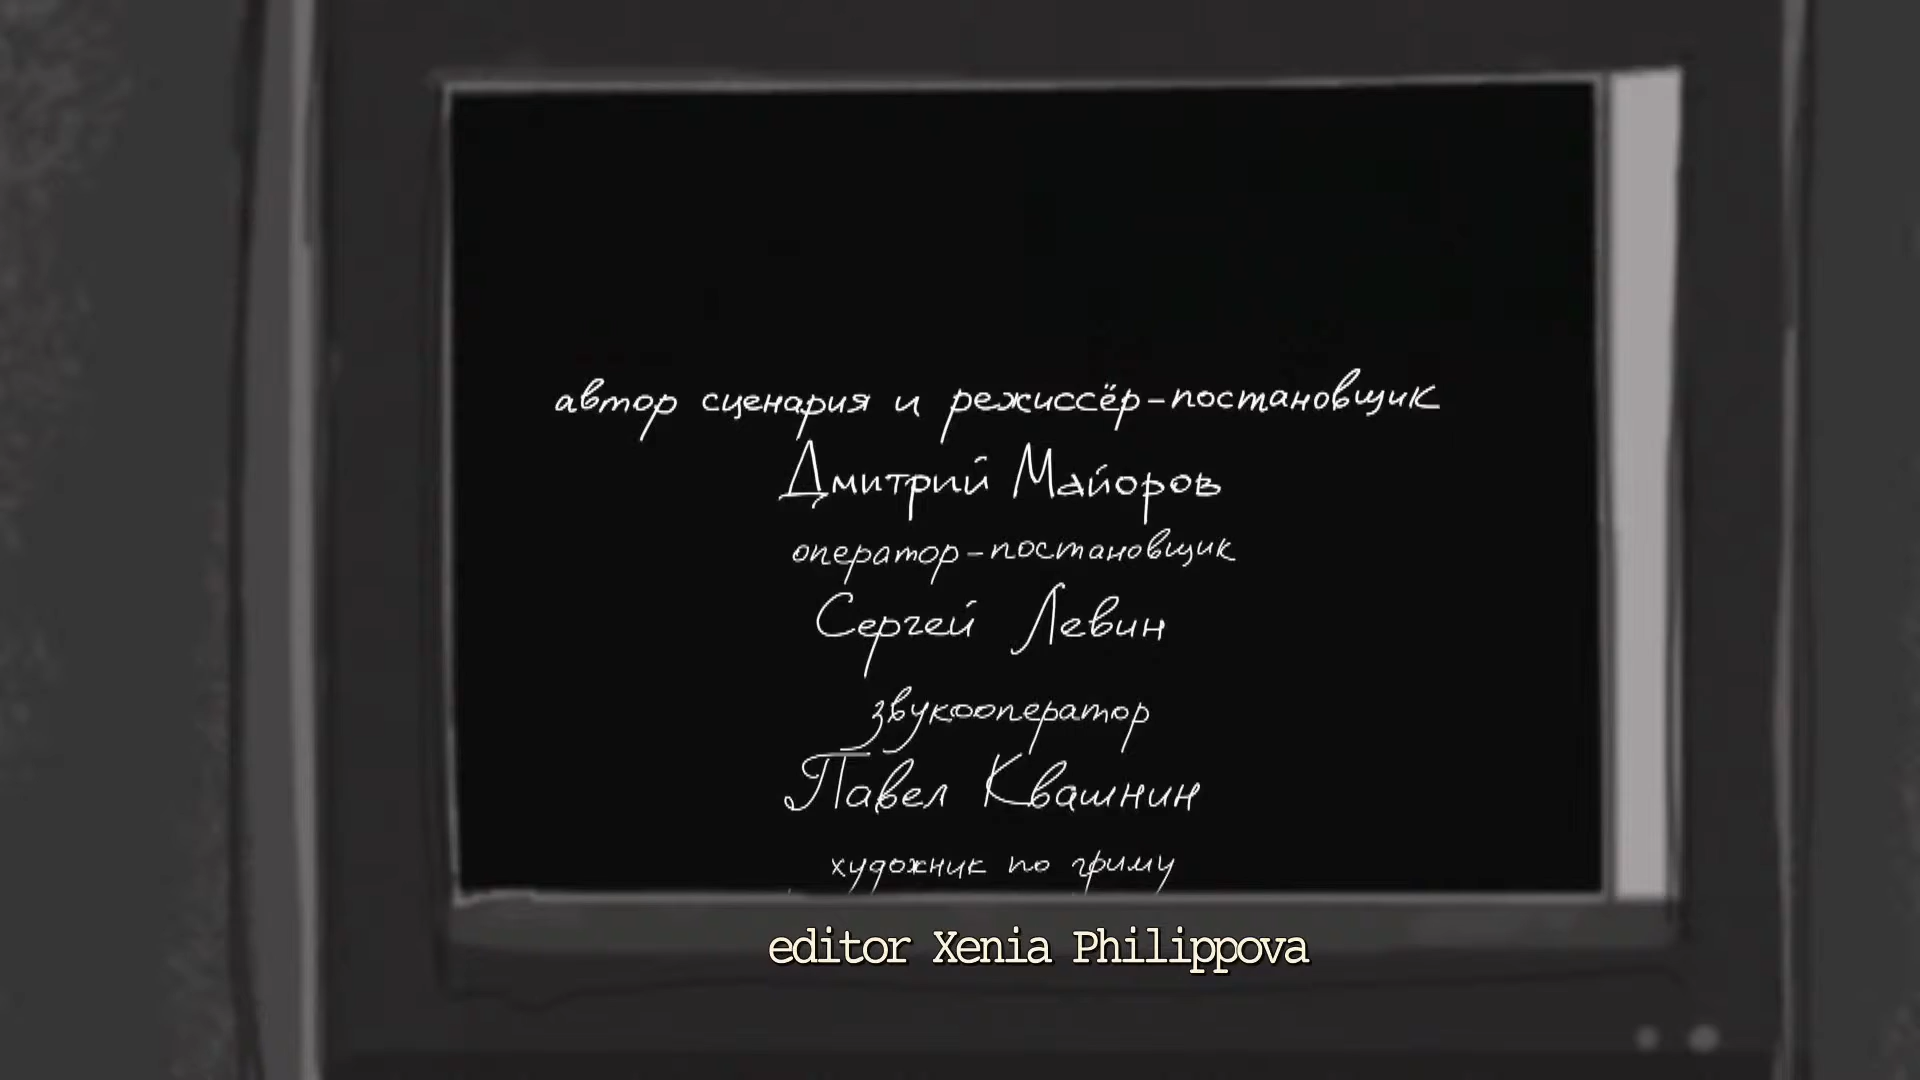 автор сценария и режиссёр-постановщик
Дмитрий Майоров
оператор-постановщик
Сергей Левин
звукооператор
Павел Квашнин
художник по гриму
editor Xenia Philippova